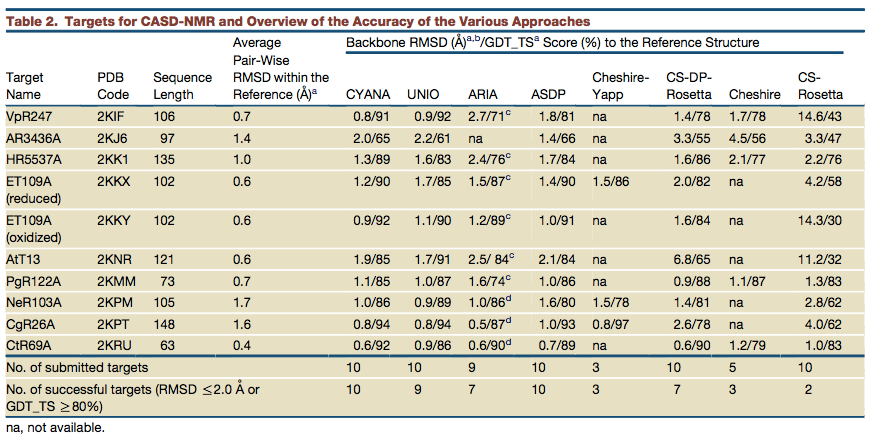 Table 2. Targets for CASD-NMR and Overview of the Accuracy of the Various Approaches
Average Backbone RMSD (Å)a,b/GDT_TSa Score (%) to the Reference Structure
Pair-Wise
Target PDB Sequence RMSD within the Cheshire- CS-DP- CS-
Name Code Length Reference (Å)a CYANA UNIO ARIA ASDP Yapp Rosetta Cheshire Rosetta
VpR247 2KIF 106 0.7 0.8/91 0.9/92 2.7/71c 1.8/81 na 1.4/78 1.7/78 14.6/43
AR3436A 2KJ6 97 1.4 2.0/65 2.2/61 na 1.4/66 na 3.3/55 4.5/56 3.3/47
HR5537A 2KK1 135 1.0 1.3/89 1.6/83 2.4/76c 1.7/84 na 1.6/86 2.1/77 2.2/76
ET109A 2KKX 102 0.6 1.2/90 1.7/85 1.5/87c 1.4/90 1.5/86 2.0/82 na 4.2/58
(reduced)
ET109A 2KKY 102 0.6 0.9/92 1.1/90 1.2/89c 1.0/91 na 1.6/84 na 14.3/30
(oxidized)
AtT13 2KNR 121 0.6 1.9/85 1.7/91 2.5/ 84c 2.1/84 na 6.8/65 na 11.2/32
PgR122A 2KMM 73 0.7 1.1/85 1.0/87 1.6/74c 1.0/86 na 0.9/88 1.1/87 1.3/83
NeR103A 2KPM 105 1.7 1.0/86 0.9/89 1.0/86d 1.6/80 1.5/78 1.4/81 na 2.8/62
CgR26A 2KPT 148 1.6 0.8/94 0.8/94 0.5/87d 1.0/93 0.8/97 2.6/78 na 4.0/62
CtR69A 2KRU 63 0.4 0.6/92 0.9/86 0.6/90d 0.7/89 na 0.6/90 1.2/79 1.0/83
No. of submitted targets 10 10 9 10 3 10 5 10
No. of successful targets (RMSD ≤2.0 Å or 10 9 7 10 3 7 3 2
GDT_TS ≥80%)
na, not available.